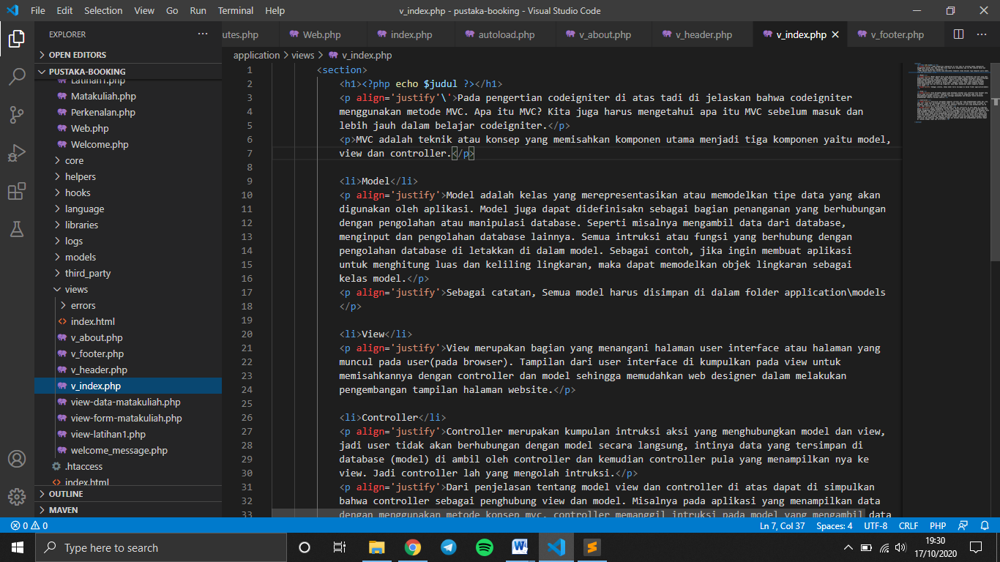 File Edit Selection View Go Run Terminal Help v_index.php - pustaka-booking - Visual Studio Code
EXPLORER
OPEN EDITORS
PUSTAKA-BOOKING
Latihan1.php
Matakuliah.php
Perkenalan.php
Web.php
Welcome.php
core
helpers
hooks
language
libraries
logs
models
third_party
views
errors
index.html
v_about.php
v_footer.php
v_header.php
v_index.php
view-data-matakuliah.php
view-form-matakuliah.php
view-latihan1.php
welcome_message.php
.htaccess
index.html
OUTLINE
MAVEN
utes.php Web.php index.php autoload.php v_about.php v_header.php v_index.php v_footer.php
application > views > v_index.php
1 <section>
2 <h1><?php echo $judul ?></h1>
3 <p align='justify'\'>Pada pengertian codeigniter di atas tadi di jelaskan bahwa codeigniter
4 menggunakan metode MVC. Apa itu MVC? Kita juga harus mengetahui apa itu MVC sebelum masuk dan
5 lebih jauh dalam belajar codeigniter.</p>
6 <p>MVC adalah teknik atau konsep yang memisahkan komponen utama menjadi tiga komponen yaitu model,
7 view dan controller.</p>
8
9 <li>Model</li>
10 <p align='justify'>Model adalah kelas yang merepresentasikan atau memodelkan tipe data yang akan
11 digunakan oleh aplikasi. Model juga dapat didefinisakn sebagai bagian penanganan yang berhubungan
12 dengan pengolahan atau manipulasi database. Seperti misalnya mengambil data dari database,
13 menginput dan pengolahan database lainnya. Semua intruksi atau fungsi yang berhubung dengan
14 pengolahan database di letakkan di dalam model. Sebagai contoh, jika ingin membuat aplikasi
15 untuk menghitung luas dan keliling lingkaran, maka dapat memodelkan objek lingkaran sebagai
16 kelas model.</p>
17 <p align='justify'>Sebagai catatan, Semua model harus disimpan di dalam folder application\models
18 </p>
19
20 <li>View</li>
21 <p align='justify'>View merupakan bagian yang menangani halaman user interface atau halaman yang
22 muncul pada user(pada browser). Tampilan dari user interface di kumpulkan pada view untuk
23 memisahkannya dengan controller dan model sehingga memudahkan web designer dalam melakukan
24 pengembangan tampilan halaman website.</p>
25
26 <li>Controller</li>
27 <p align='justify'>Controller merupakan kumpulan intruksi aksi yang menghubungkan model dan view,
28 jadi user tidak akan berhubungan dengan model secara langsung, intinya data yang tersimpan di
29 database (model) di ambil oleh controller dan kemudian controller pula yang menampilkan nya ke
30 view. Jadi controller lah yang mengolah intruksi.</p>
31 <p align='justify'>Dari penjelasan tentang model view dan controller di atas dapat di simpulkan
32 bahwa controller sebagai penghubung view dan model. Misalnya pada aplikasi yang menampilkan data
33 dengan menggunakan metode konsep mvc, controller memanggil intruksi pada model yang mengambil data
0 0 Ln 7, Col 37 Spaces: 4 UTF-8 CRLF PHP
Type here to search
19:30
17/10/2020